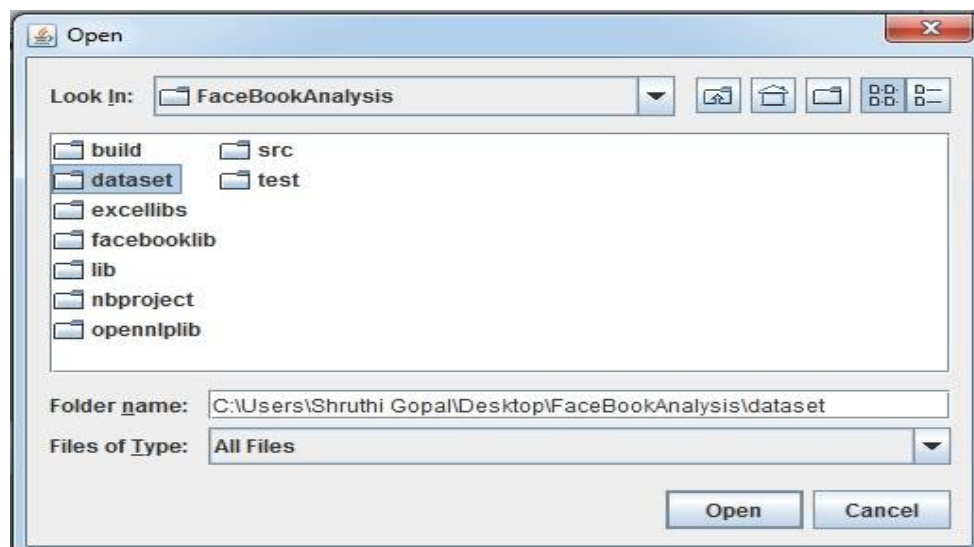 Open
Look In: FaceBookAnalysis
build src
dataset test
excellibs
facebooklib
lib
nbproject
opennlplib
Folder name: C:\Users\Shruthi Gopal\Desktop\FaceBookAnalysis\dataset
Files of Type: All Files
Open Cancel